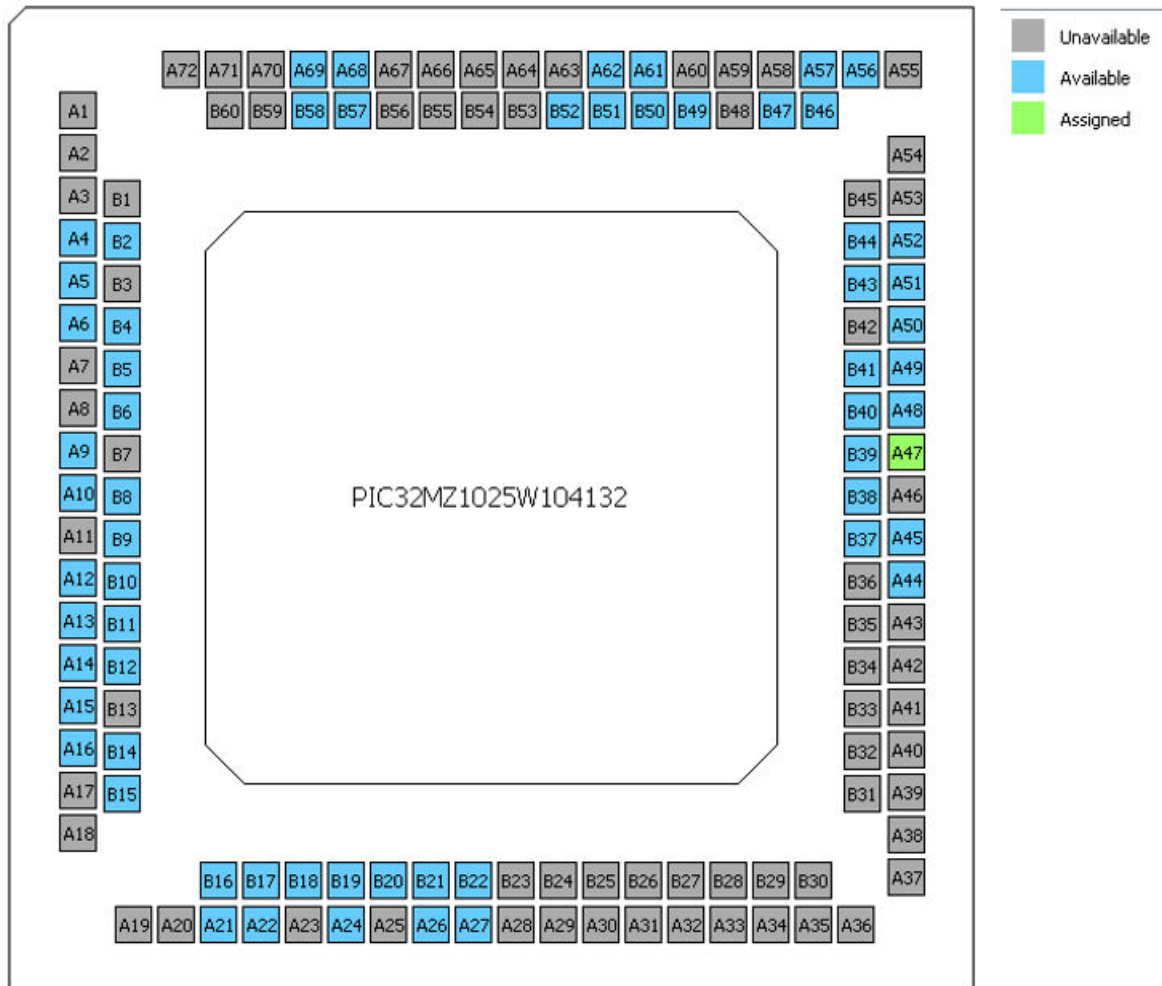 A72 A71 A70 A69 A68 A67 A66 A65 A64 A63 A62 A61 A60 A59 A58 A57 A56 A55
B60 B59 B58 B57 B56 B55 B54 B53 B52 B51 B50 B49 B48 B47 B46
A1
A2
A3 B1
A4 B2
A5 B3
A6 B4
A7 B5
A8 B6
A9 B7
A10 B8
A11 B9
A12 B10
A13 B11
A14 B12
A15 B13
A16 B14
A17 B15
A18
PIC32MZ1025W104132
A54
B45 A53
B44 A52
B43 A51
B42 A50
B41 A49
B40 A48
B39 A47
B38 A46
B37 A45
B36 A44
B35 A43
B34 A42
B33 A41
B32 A40
B31 A39
A38
A37
B16 B17 B18 B19 B20 B21 B22 B23 B24 B25 B26 B27 B28 B29 B30
A19 A20 A21 A22 A23 A24 A25 A26 A27 A28 A29 A30 A31 A32 A33 A34 A35 A36
Unavailable
Available
Assigned